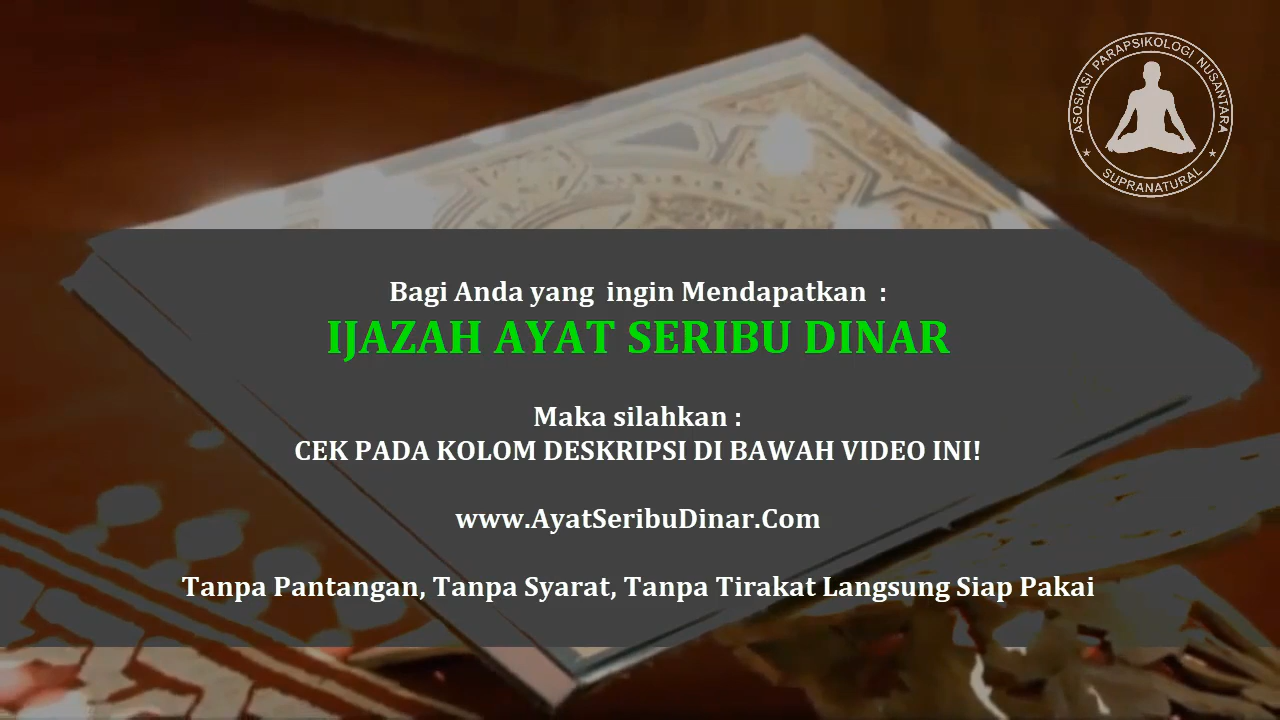 ASOSIASI PARAPSIKOLOGI NUSANTARA
SUPRANATURAL
Bagi Anda yang ingin Mendapatkan :
IJAZAH AYAT SERIBU DINAR
Maka silahkan :
CEK PADA KOLOM DESKRIPSI DI BAWAH VIDEO INI!
www.AyatSeribuDinar.Com
Tanpa Pantangan, Tanpa Syarat, Tanpa Tirakat Langsung Siap Pakai